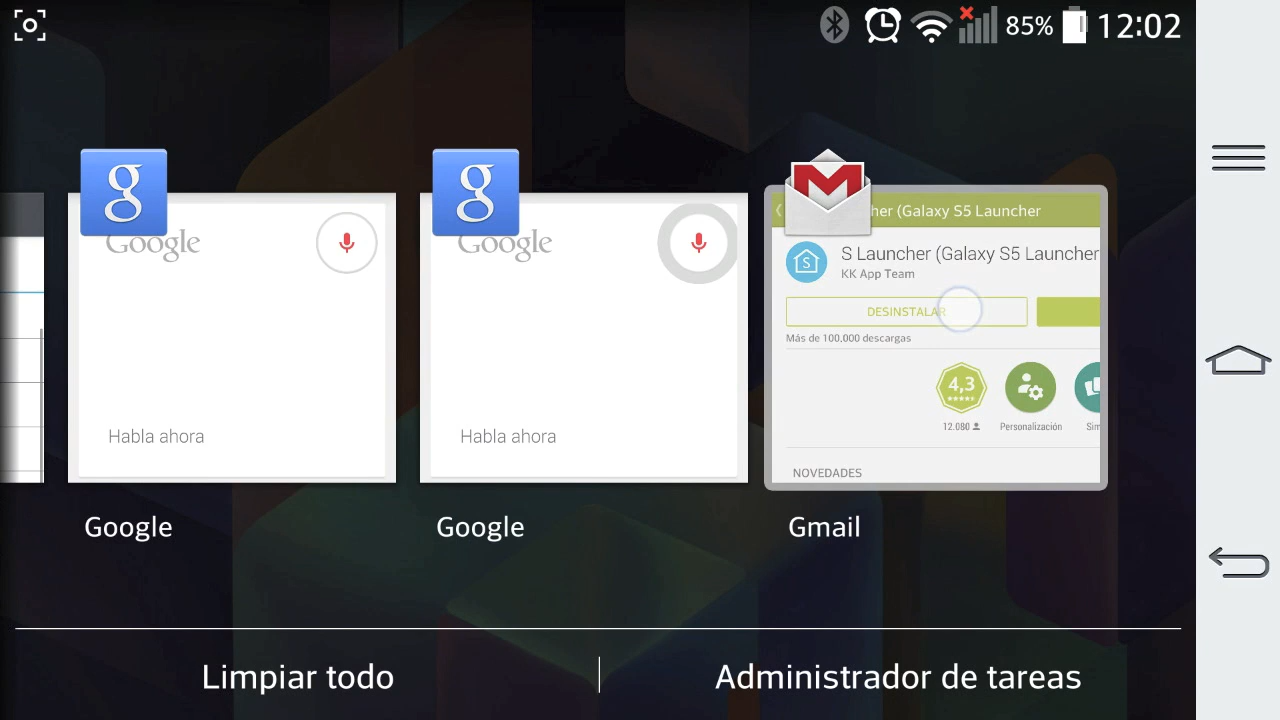 85% 12:02
Google
Habla ahora
Google
Google
Habla ahora
Google
her (Galaxy S5 Launcher
S Launcher (Galaxy S5 Launcher
KK App Team
DESINSTALAR
Más de 100,000 descargas
4,3
12.080
Personalización
Sim
NOVEDADES
Gmail
Limpiar todo
Administrador de tareas